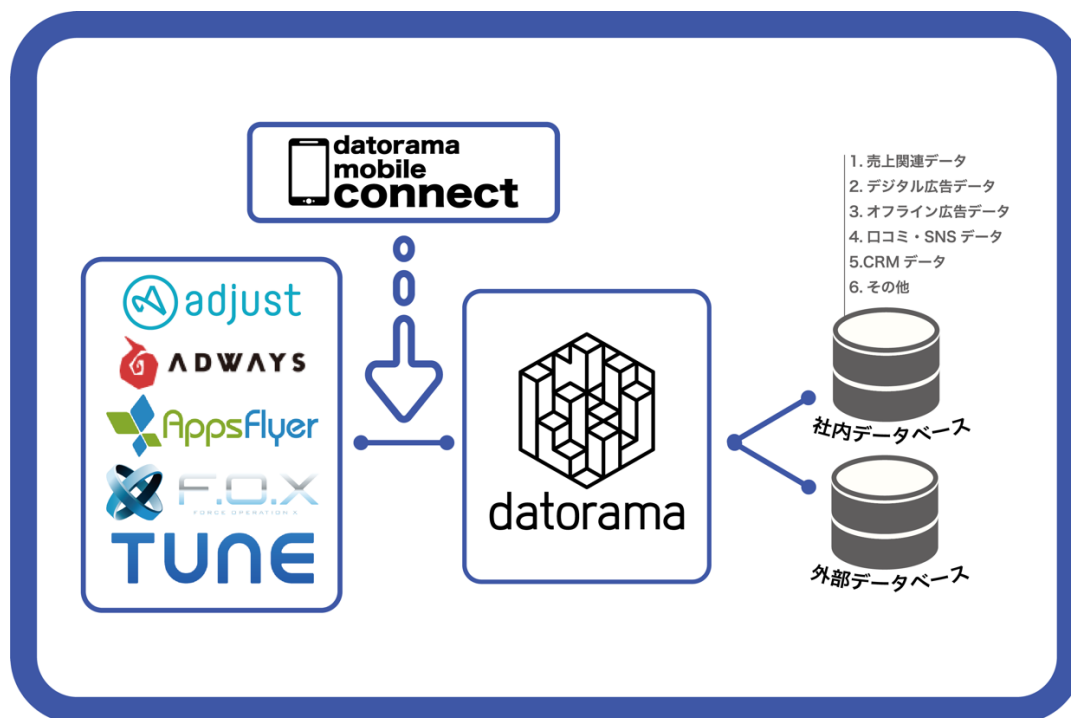 datorama
mobile
connect
adjust
ADWAYS
AppsFlyer
F.O.X
FORCE OPERATION X
TUNE
datorama
1. 売上関連データ
2. デジタル広告データ
3. オフライン広告データ
4. 口コミ・SNS データ
5.CRM データ
6. その他
社内データベース
外部データベース